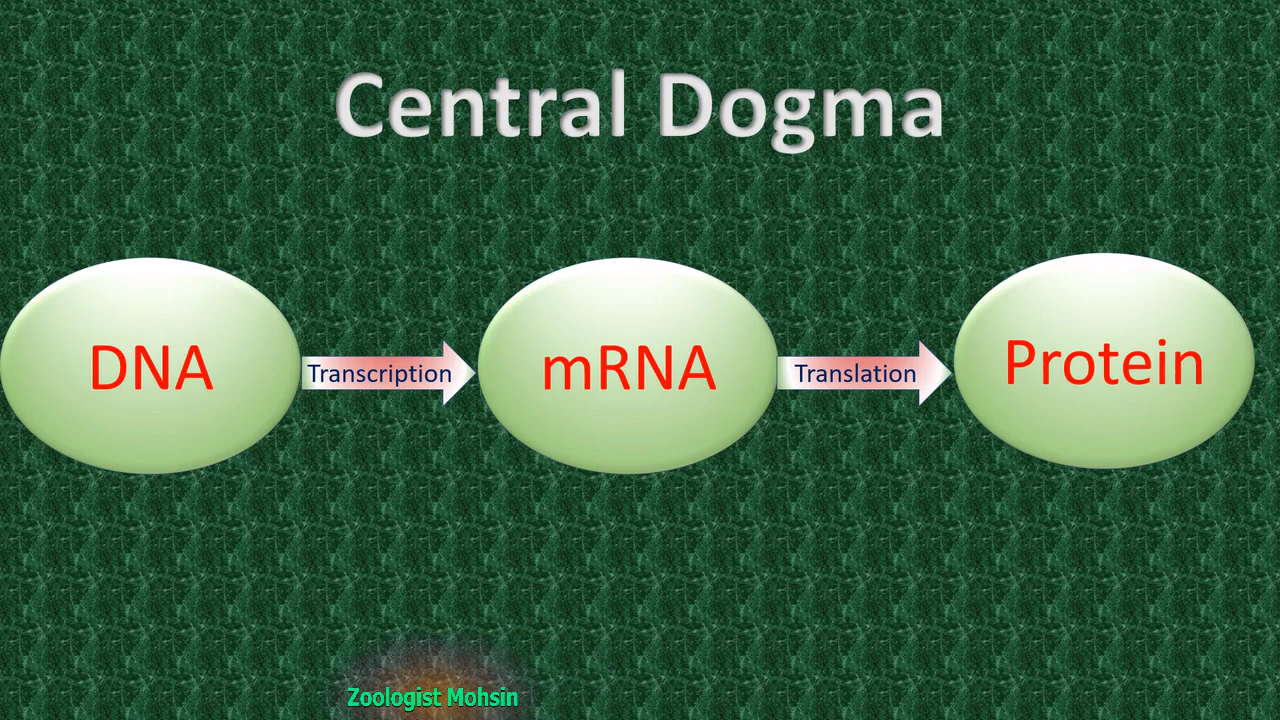 Central Dogma
DNA
Transcription
mRNA
Translation
Protein
Zoologist Mohsin